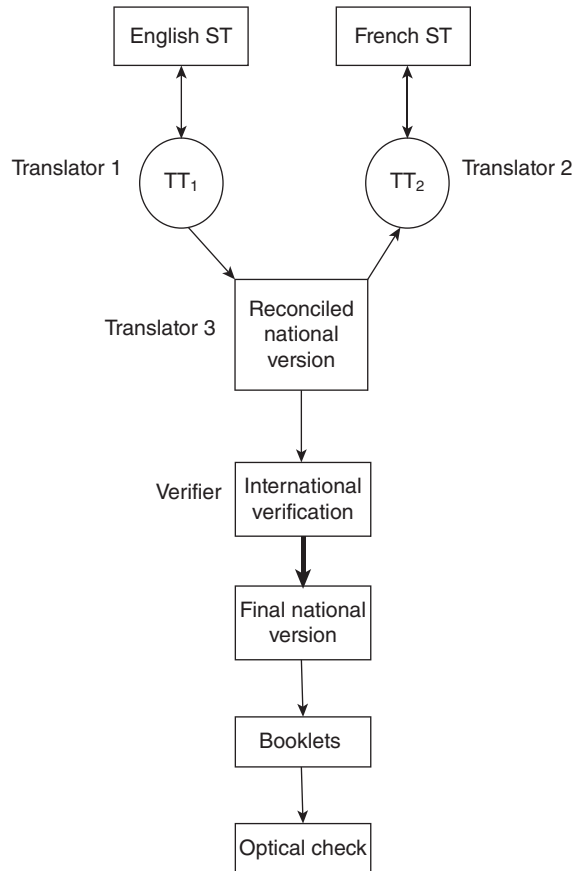 English ST
French ST
Translator 1
TT₁
TT₂
Translator 2
Translator 3
Reconciled
national
version
Verifier
International
verification
Final national
version
Booklets
Optical check